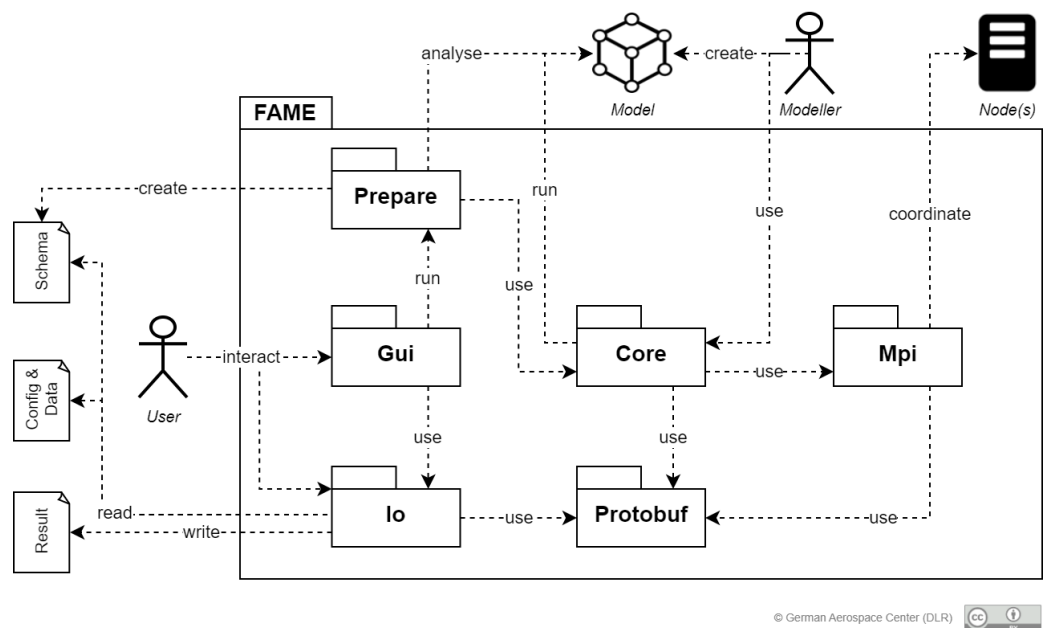 analyse
create
Model
Modeller
Node(s)
FAME
Prepare
create
run
use
coordinate
Schema
run
use
User
interact
Gui
Core
use
Mpi
Config &
Data
use
use
Result
read
write
Io
use
Protobuf
use
© German Aerospace Center (DLR)
cc